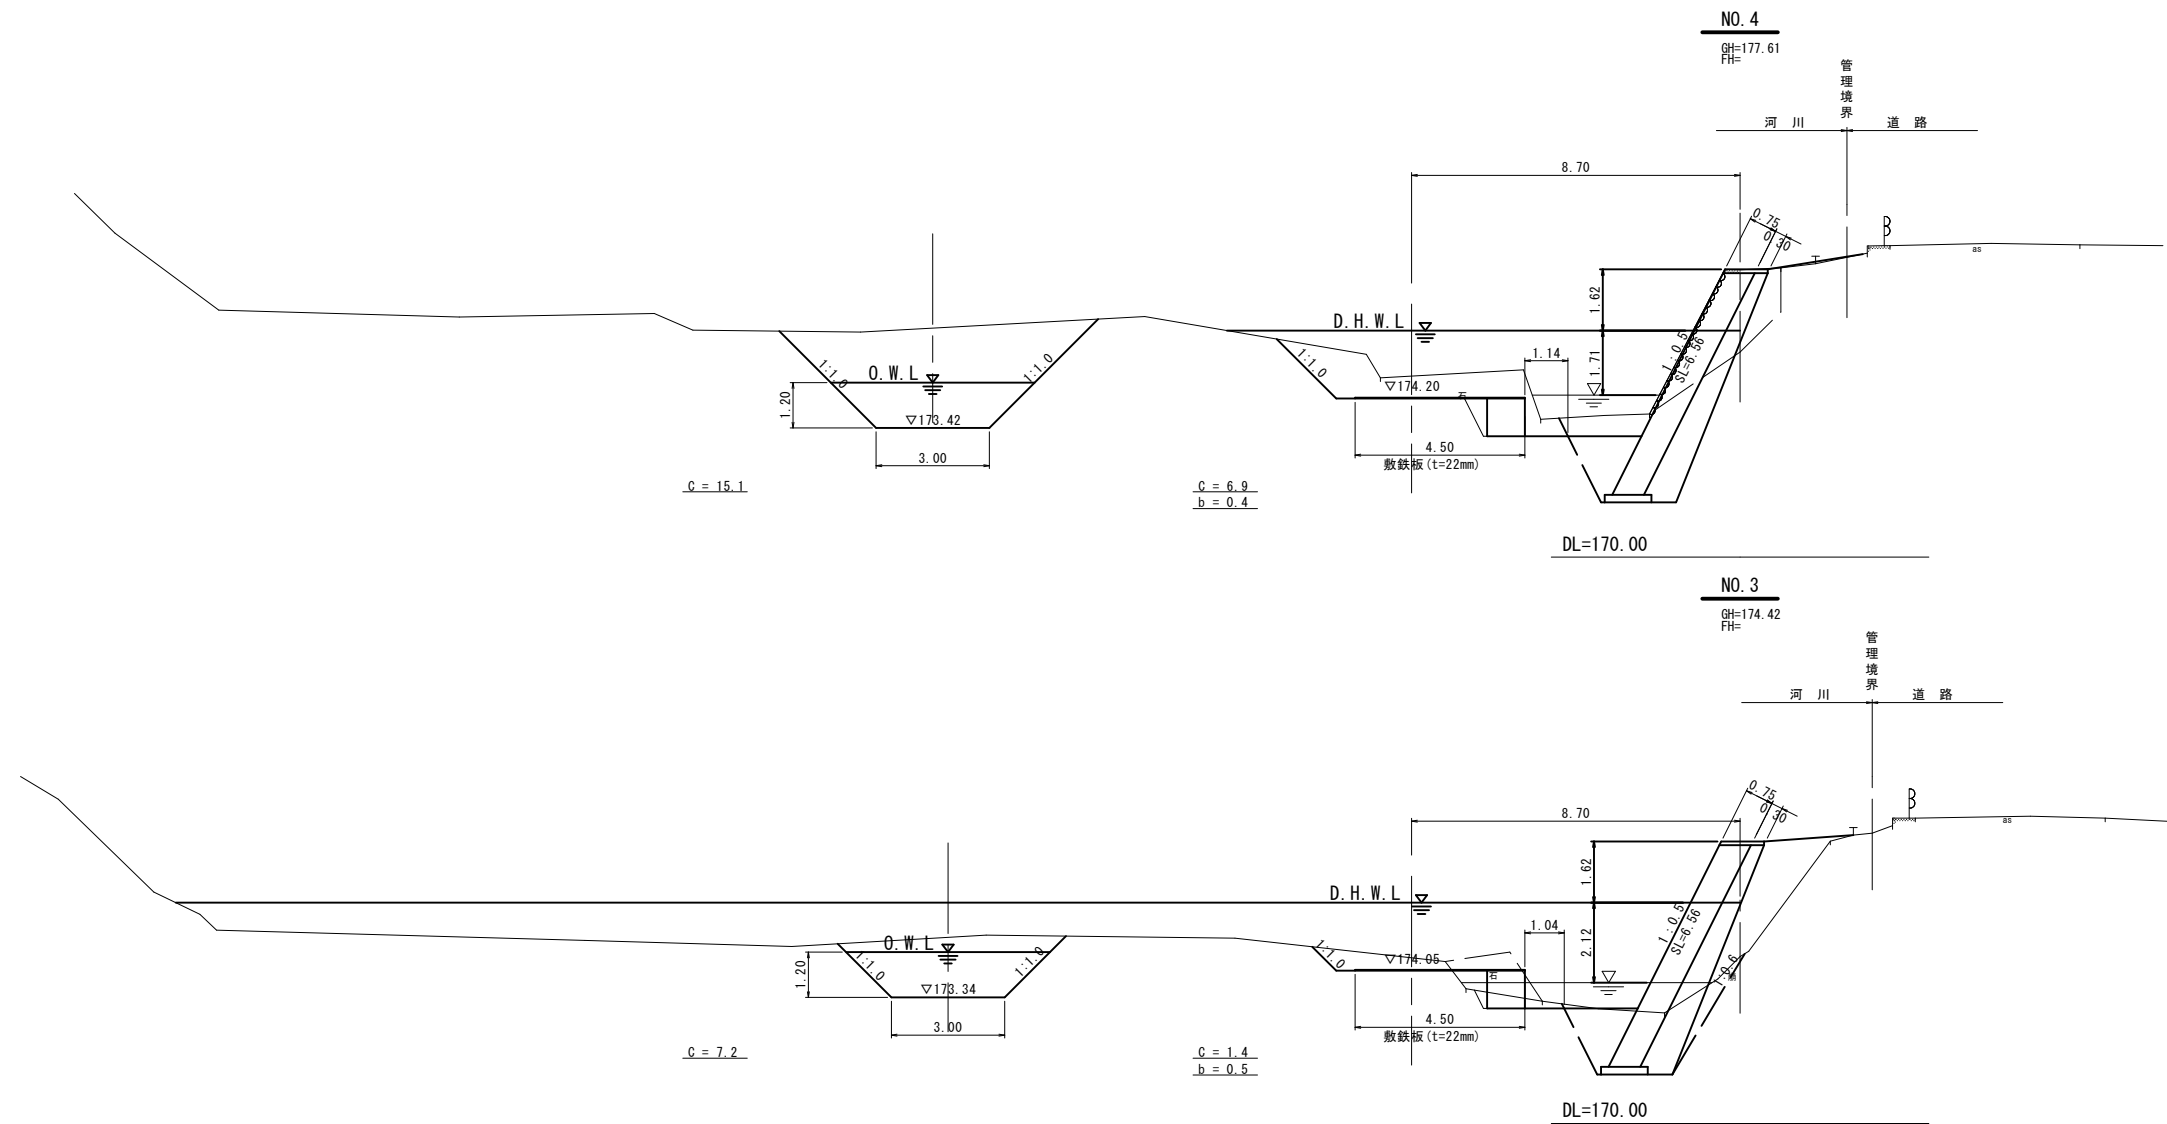 NO. 4
GH=177.61
FH=
管理境界
河 川
道 路
8.70
0.75
0.30
as
1.62
D.H.W.L
1:0.5
SL=6.56
1.14
1.71
1:1.0
O.W.L
1:1.0
1:1.0
▽174.20
石
1.20
▽173.42
4.50
3.00
敷鉄板(t=22mm)
C = 15.1
C = 6.9
b = 0.4
DL=170.00
NO. 3
GH=174.42
FH=
管理境界
河 川
道 路
0.75
0.30
8.70
as
1.62
D.H.W.L
1:0.5
SL=6.56
1.04
2.12
O.W.L
1:1.0
1:1.0
1:1.0
▽174.05
石
1:0.6
1.20
▽173.34
4.50
3.00
敷鉄板(t=22mm)
C = 7.2
C = 1.4
b = 0.5
DL=170.00